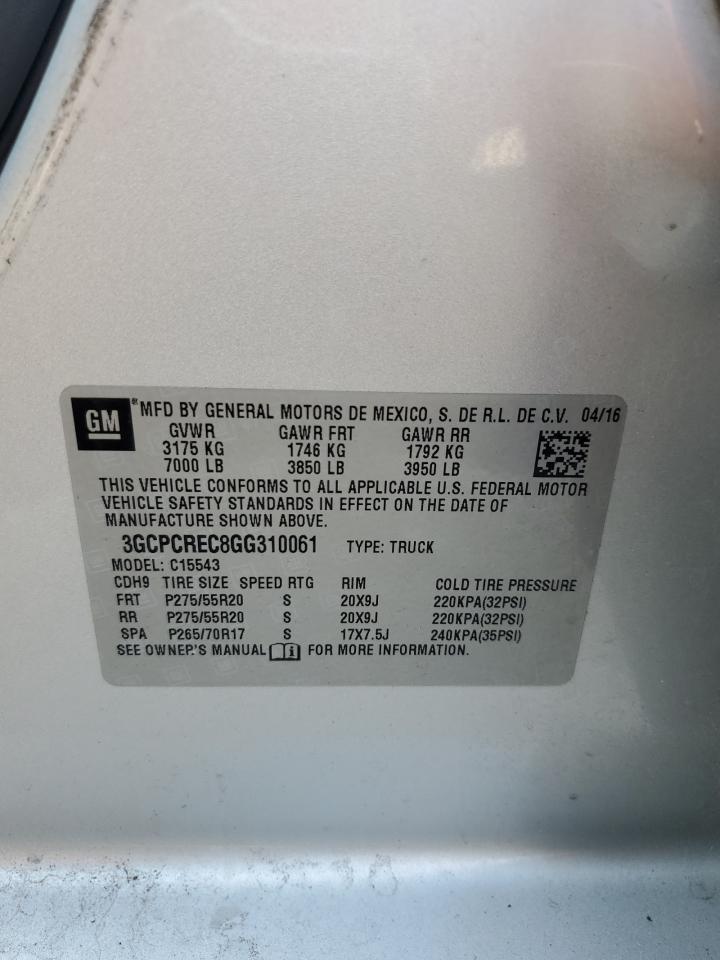 GM ® MFD BY GENERAL MOTORS DE MEXICO, S. DE R.L. DE C.V. 04/16
GVWR GAWR FRT GAWR RR
3175 KG 1746 KG 1792 KG
7000 LB 3850 LB 3950 LB
THIS VEHICLE CONFORMS TO ALL APPLICABLE U.S. FEDERAL MOTOR
VEHICLE SAFETY STANDARDS IN EFFECT ON THE DATE OF
MANUFACTURE SHOWN ABOVE.
3GCPCREC8GG310061 TYPE: TRUCK
MODEL: C15543
CDH9 TIRE SIZE SPEED RTG RIM COLD TIRE PRESSURE
FRT P275/55R20 S 20X9J 220KPA(32PSI)
RR P275/55R20 S 20X9J 220KPA(32PSI)
SPA P265/70R17 S 17X7.5J 240KPA(35PSI)
SEE OWNER'S MANUAL FOR MORE INFORMATION.